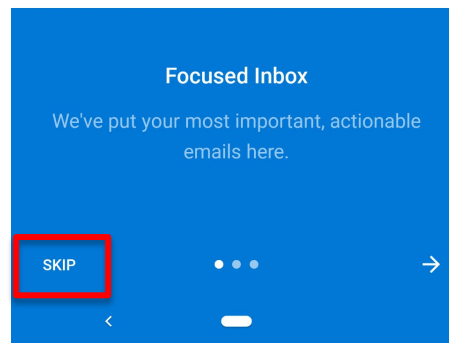 Focused Inbox
We've put your most important, actionable
emails here.
SKIP